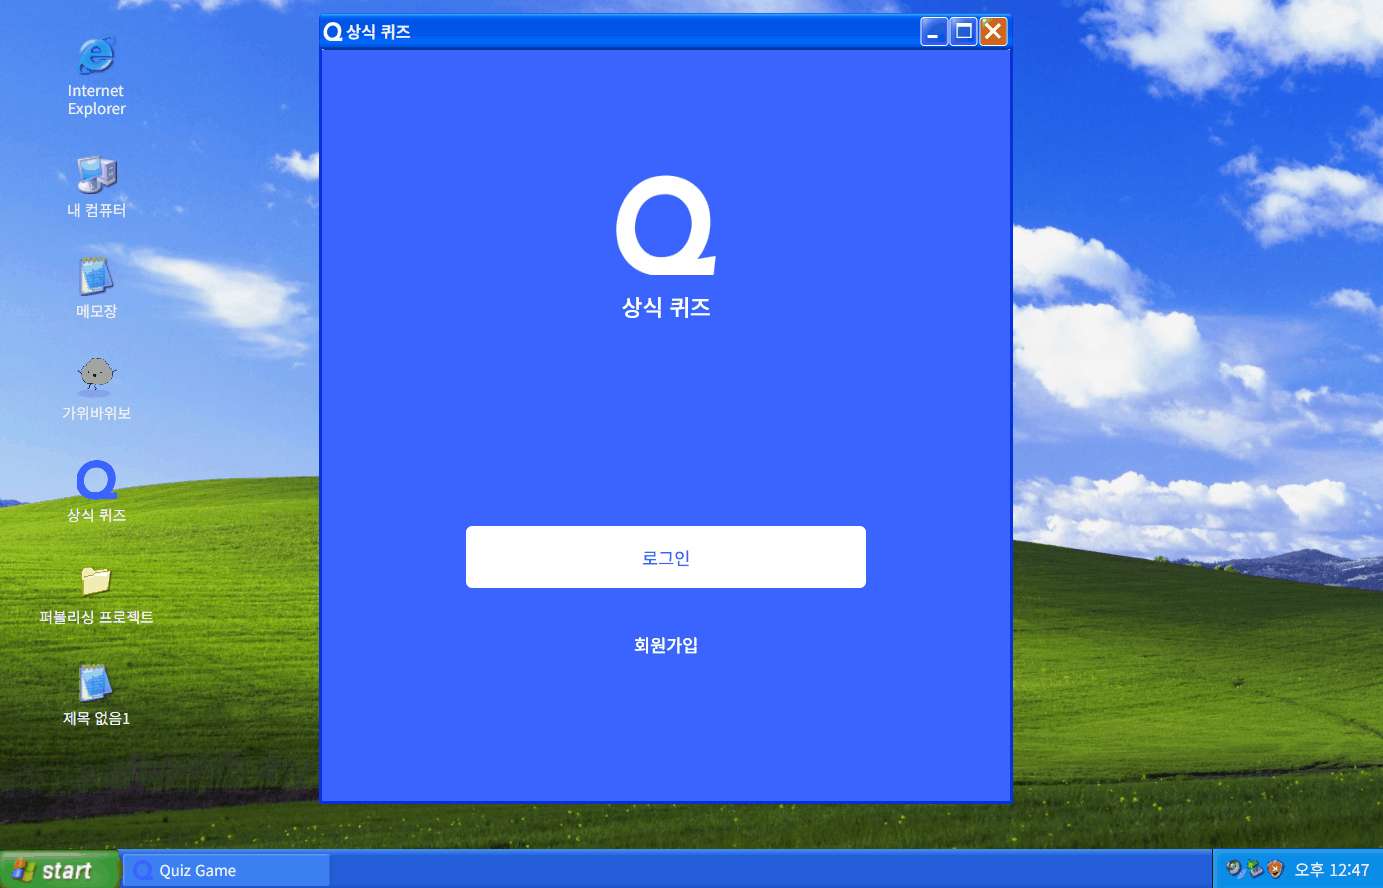 Internet
Explorer
내 컴퓨터
메모장
가위바위보
상식 퀴즈
퍼블리싱 프로젝트
제목 없음1
상식 퀴즈
Q
상식 퀴즈
로그인
회원가입
start
Quiz Game
오후 12:47